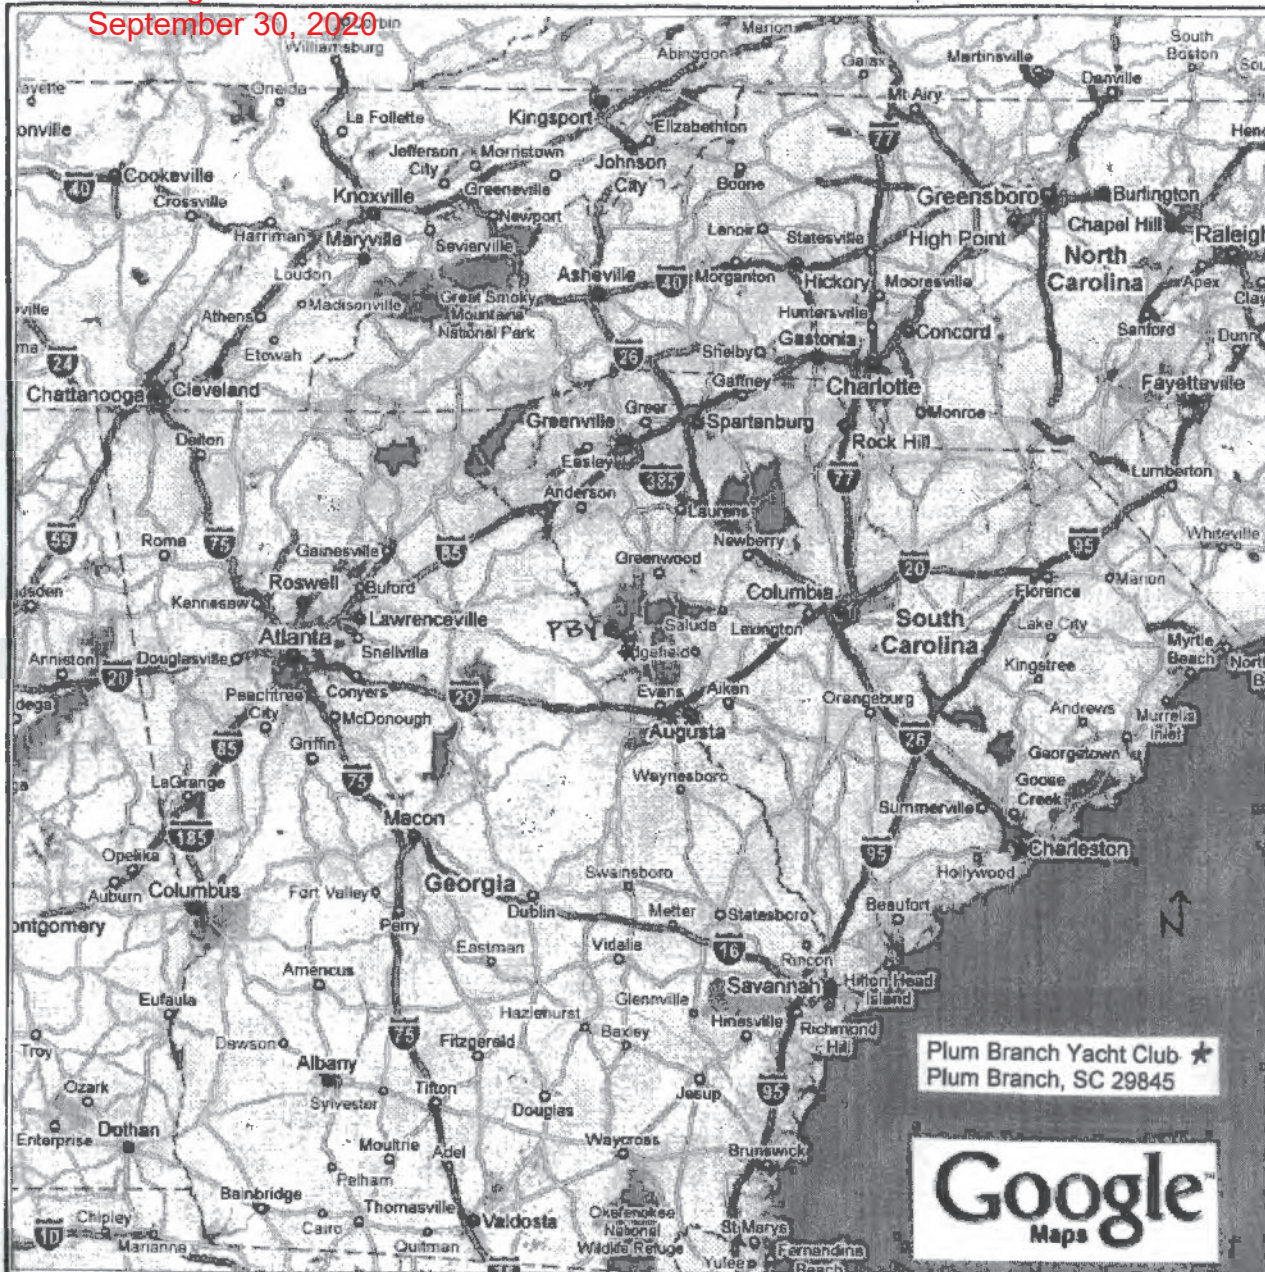 September 30, 2020
Corbin
Williamsburg
Marion
Abingdon
Galax
Martinsville
South
Boston
Danville
Oneida
Mt Airy
La Follette
Kingsport
Elizabethton
onville
77
Jefferson
City
Morristown
Johnson
City
Boone
40
Cookeville
Crossville
Knoxville
Greeneville
Greensboro
Burlington
Newport
Chapel Hill
Harriman
Maryville
Sevierville
Lenoir
Statesville
High Point
Raleigh
North
Carolina
Loudon
Asheville
40
Morganton
Hickory
Mooresville
Apex
Clay
Madisonville
Great Smoky
Mountains
National Park
Huntersville
Athens
Gastonia
Concord
Sanford
Dunn
Etowah
24
26
Shelby
Chattanooga
Cleveland
Gaffney
Charlotte
Fayetteville
Greenville
Greer
Spartanburg
Monroe
Dalton
Rock Hill
Easley
385
77
Lumberton
Anderson
Laurens
59
Rome
75
Gainesville
85
Newberry
95
Whiteville
Greenwood
20
Roswell
Buford
Columbia
Florence
Marion
Kennesaw
Lawrenceville
PBY
Saluda
Lexington
South
Carolina
Lake City
Atlanta
Snellville
dgefield
Myrtle
Beach
North
Anniston
20
Douglasville
Kingstree
Conyers
20
Evans
Aiken
Orangeburg
Peachtree
City
McDonough
Augusta
Andrews
Murrells
Inlet
85
Griffin
26
Georgetown
LaGrange
75
Waynesboro
Goose
Creek
Summerville
185
Macon
95
Charleston
Opelika
Auburn
Columbus
Fort Valley
Georgia
Swainsboro
Hollywood
Dublin
Metter
Statesboro
Beaufort
ontgomery
Perry
Eastman
Vidalia
16
Rincon
N
Americus
Savannah
Hilton Head
Island
Eufaula
Glennville
Hazlehurst
Hinesville
Richmond
Hill
Troy
Dawson
75
Fitzgerald
Baxley
Plum Branch Yacht Club ★
Plum Branch, SC 29845
Albany
Ozark
Sylvester
Tifton
Douglas
Jesup
95
Enterprise
Dothan
Moultrie
Adel
Waycross
Brunswick
Pelham
Bainbridge
Thomasville
Valdosta
Okefenokee
National
Wildlife Refuge
St Marys
10
Chipley
Marianna
Cairo
Quitman
Yulee
Fernandina
Beach
Google
Maps